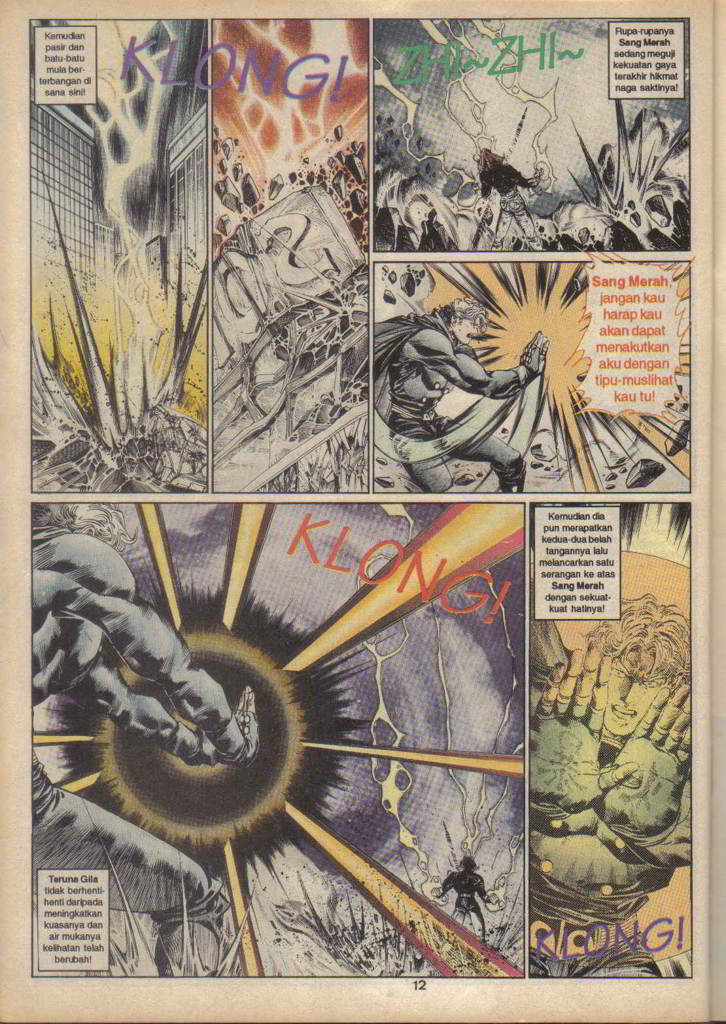 Kemudian
pasir dan
batu-batu
mula ber-
terbangan di
sana sini!
KLONG!
ZHI~ZHI~
Rupa-rupanya
Sang Merah
sedang meguji
kekuatan gaya
terakhir hikmat
naga saktinya!
Sang Merah,
jangan kau
harap kau
akan dapat
menakutkan
aku dengan
tipu-muslihat
kau tu!
KLONG!
Teruna Gila
tidak berhenti-
henti daripada
meningkatkan
kuasanya dan
air mukanya
kelihatan telah
berubah!
Kemudian dia
pun merapatkan
kedua-dua belah
tangannya lalu
melancarkan satu
serangan ke atas
Sang Merah
dengan sekuat-
kuat hatinya!
KLONG!
12